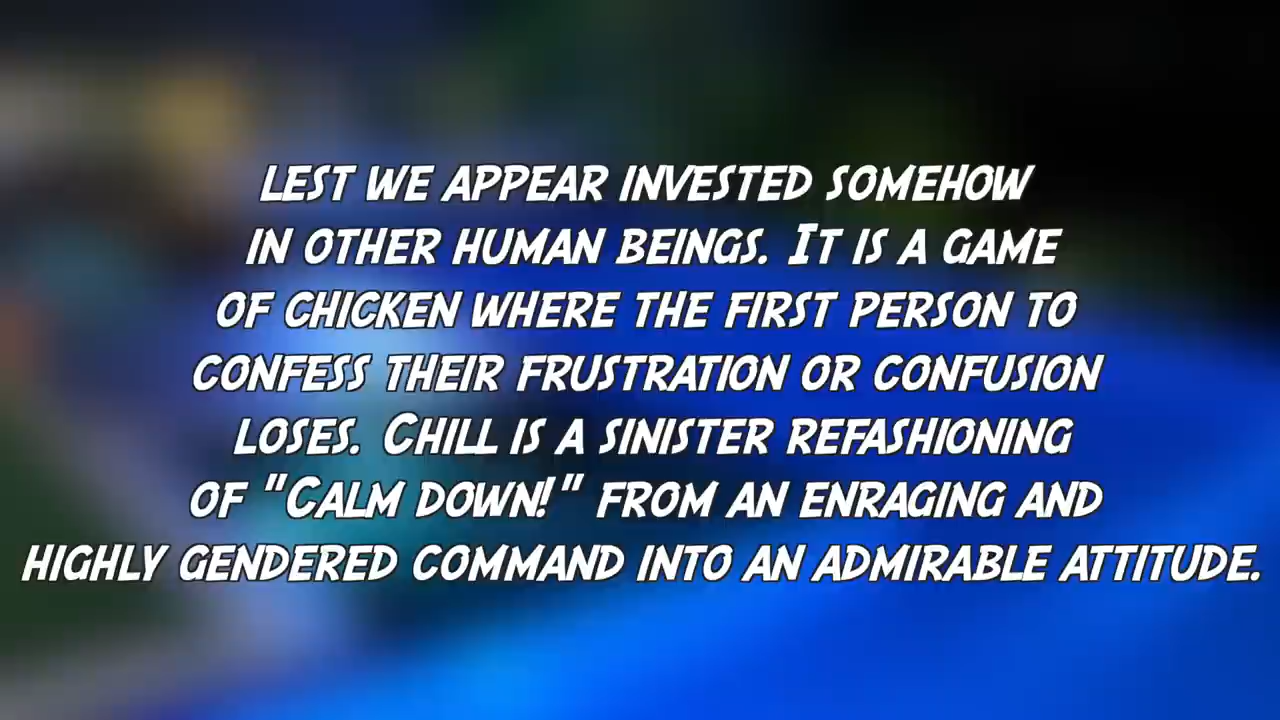 LEST WE APPEAR INVESTED SOMEHOW
IN OTHER HUMAN BEINGS. IT IS A GAME
OF CHICKEN WHERE THE FIRST PERSON TO
CONFESS THEIR FRUSTRATION OR CONFUSION
LOSES. CHILL IS A SINISTER REFASHIONING
OF "CALM DOWN!" FROM AN ENRAGING AND
HIGHLY GENDERED COMMAND INTO AN ADMIRABLE ATTITUDE.